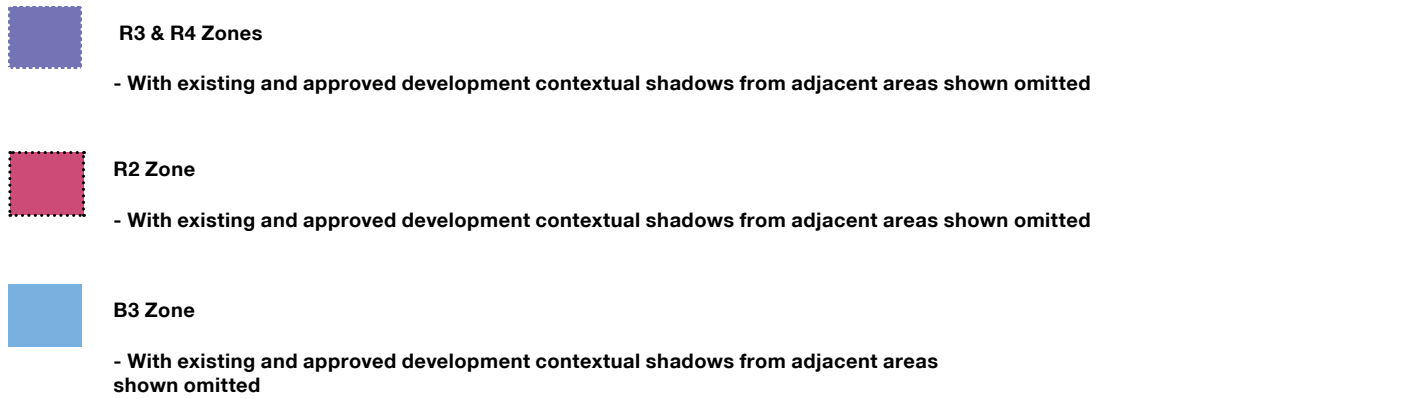 R3 & R4 Zones
- With existing and approved development contextual shadows from adjacent areas shown omitted
R2 Zone
- With existing and approved development contextual shadows from adjacent areas shown omitted
B3 Zone
- With existing and approved development contextual shadows from adjacent areas
shown omitted